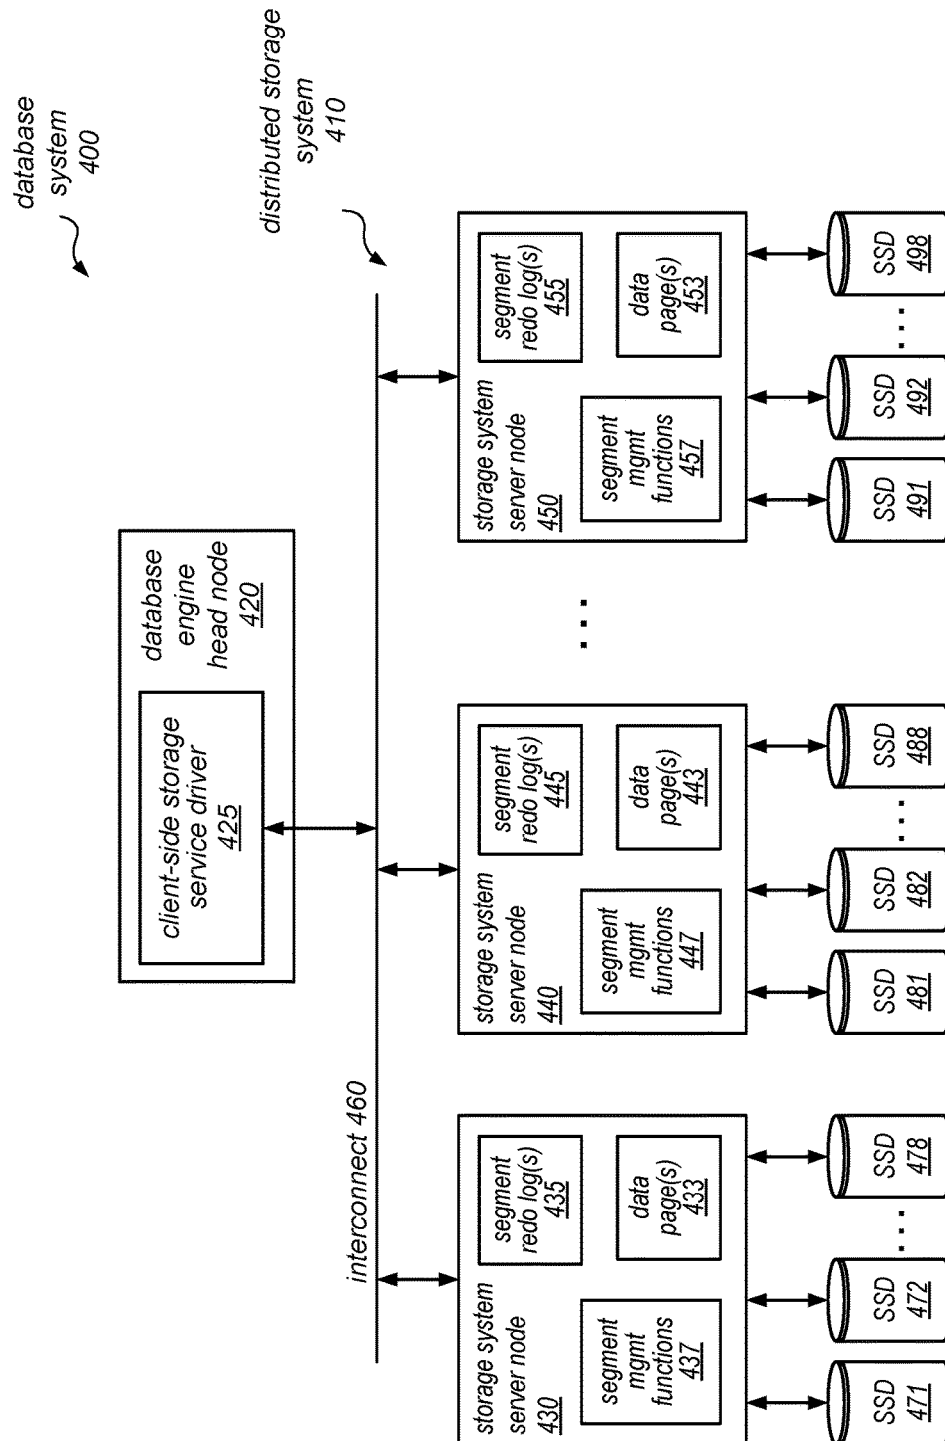 database
system
400
distributed storage
system
410
database
engine
head node
420
client-side storage
service driver
425
interconnect 460
storage system
server node
430
segment
redo log(s)
435
segment
mgmt
functions
437
data
page(s)
433
storage system
server node
440
segment
redo log(s)
445
segment
mgmt
functions
447
data
page(s)
443
...
storage system
server node
450
segment
redo log(s)
455
segment
mgmt
functions
457
data
page(s)
453
SSD
471
SSD
472
...
SSD
478
SSD
481
SSD
482
...
SSD
488
SSD
491
SSD
492
...
SSD
498